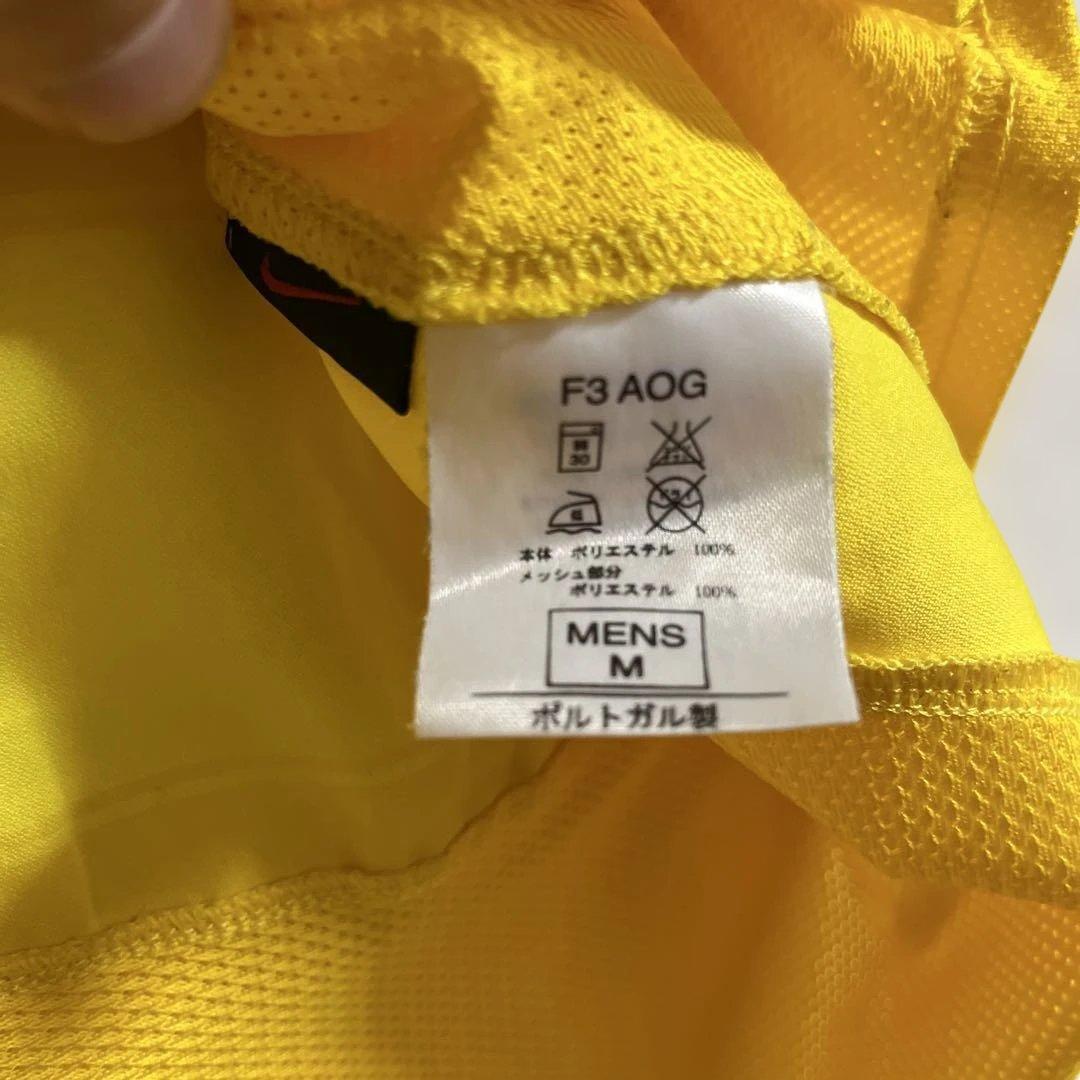 F3 AOG
30
本体 ポリエステル 100%
メッシュ部分
ポリエステル 100%
MENS
M
ポルトガル製